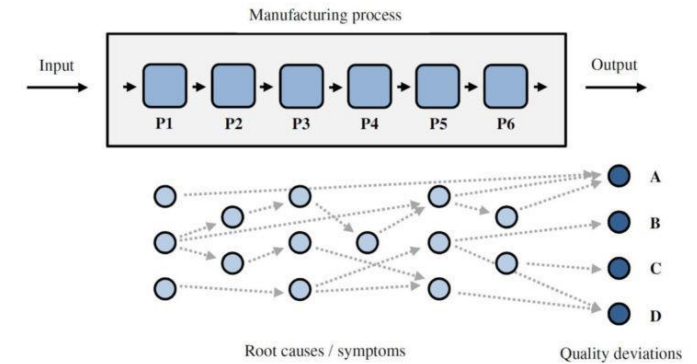 Manufacturing process
Input
Output
P1 P2 P3 P4 P5 P6
A
B
C
D
Root causes / symptoms
Quality deviations